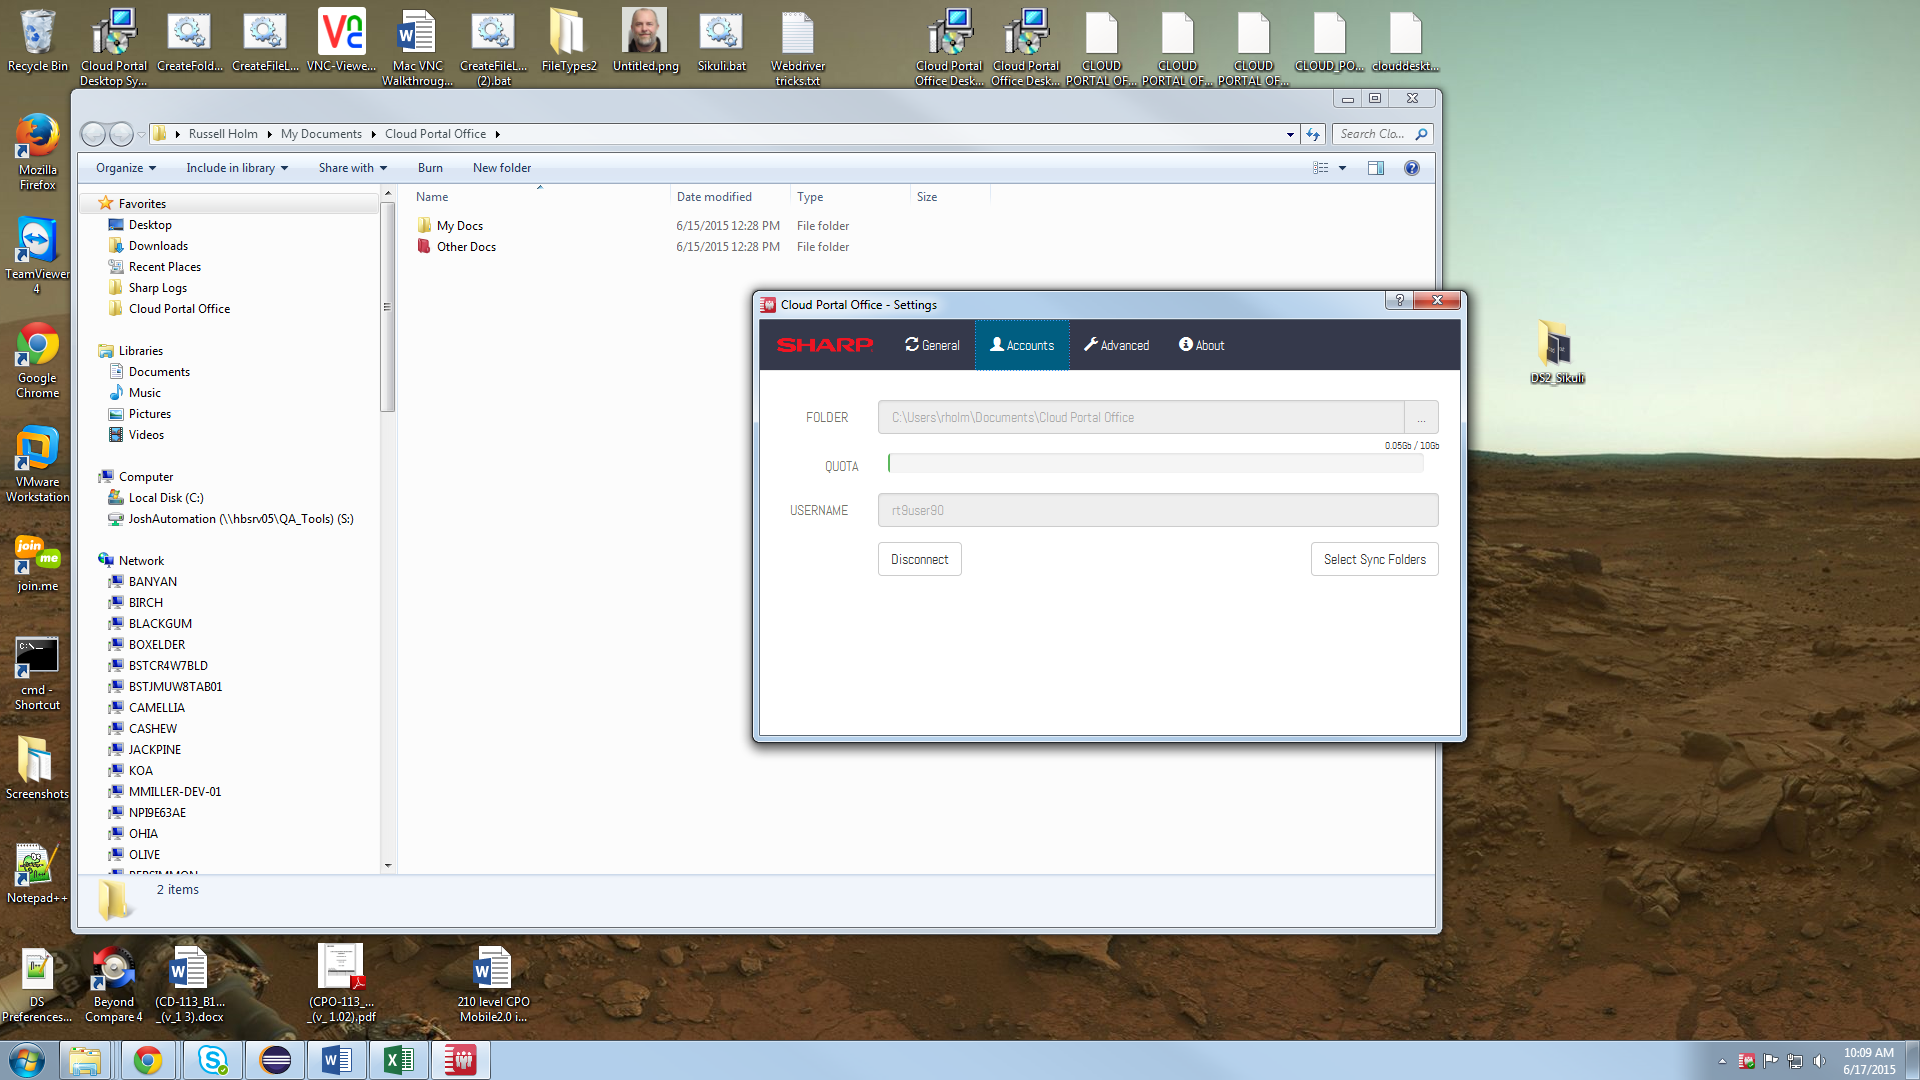 Recycle Bin
Cloud Portal
Desktop Sy...
CreateFold...
CreateFileL...
VNC-Viewe...
Mac VNC
Walkthroug...
CreateFileL...
(2).bat
FileTypes2
Untitled.png
Sikuli.bat
Webdriver
tricks.txt
Cloud Portal
Office Desk...
Cloud Portal
Office Desk...
CLOUD
PORTAL OF...
CLOUD
PORTAL OF...
CLOUD
PORTAL OF...
CLOUD_PO...
clouddeskt...
Mozilla
Firefox
TeamViewer
4
Google
Chrome
VMware
Workstation
join.me
cmd -
Shortcut
Screenshots
Notepad++
DS
Preferences...
Beyond
Compare 4
(CD-113_B1...
_(v_1 3).docx
(CPO-113_...
_(v_ 1.02).pdf
210 level CPO
Mobile2.0 i...
DS2_Sikuli
Russell Holm
My Documents
Cloud Portal Office
Search Clo...
Organize
Include in library
Share with
Burn
New folder
Favorites
Desktop
Downloads
Recent Places
Sharp Logs
Cloud Portal Office
Libraries
Documents
Music
Pictures
Videos
Computer
Local Disk (C:)
JoshAutomation (\\hbsrv05\QA_Tools) (S:)
Network
BANYAN
BIRCH
BLACKGUM
BOXELDER
BSTCR4W7BLD
BSTJMUW8TAB01
CAMELLIA
CASHEW
JACKPINE
KOA
MMILLER-DEV-01
NPI9E63AE
OHIA
OLIVE
Name Date modified Type Size
My Docs 6/15/2015 12:28 PM File folder
Other Docs 6/15/2015 12:28 PM File folder
2 items
Cloud Portal Office - Settings
SHARP General Accounts Advanced About
FOLDER C:\Users\rholm\Documents\Cloud Portal Office ...
0.05Gb / 10Gb
QUOTA
USERNAME rt9user90
Disconnect Select Sync Folders
10:09 AM
6/17/2015